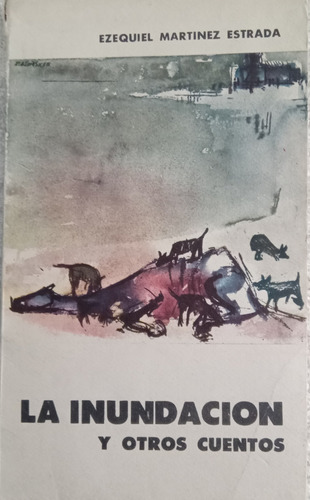 EZEQUIEL MARTINEZ ESTRADA
LA INUNDACION
Y OTROS CUENTOS